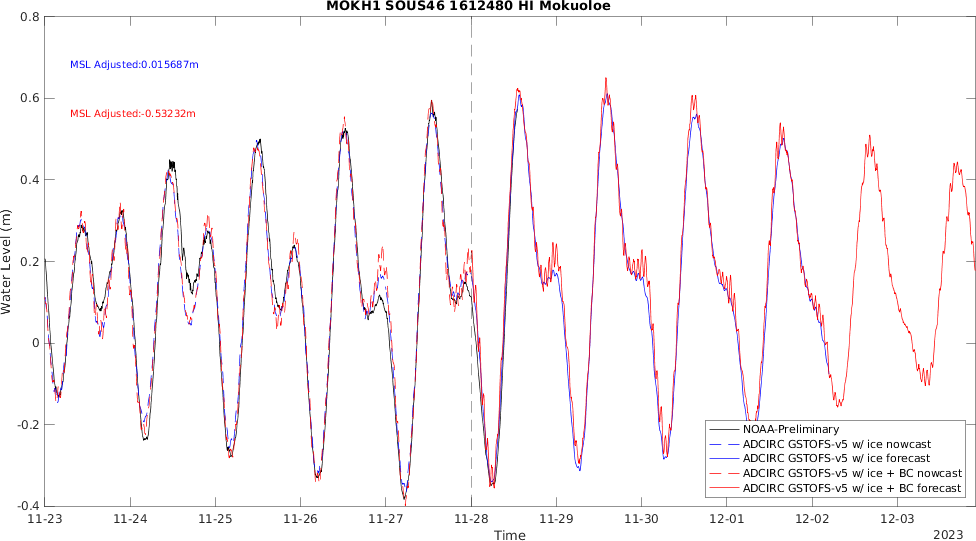 MOKH1 SOUS46 1612480 HI Mokuoloe
0.8
MSL Adjusted:0.015687m
0.6
MSL Adjusted:-0.53232m
0.4
0.2
Water Level (m)
0
-0.2
NOAA-Preliminary
ADCIRC GSTOFS-v5 w/ ice nowcast
ADCIRC GSTOFS-v5 w/ ice forecast
ADCIRC GSTOFS-v5 w/ ice + BC nowcast
ADCIRC GSTOFS-v5 w/ ice + BC forecast
-0.4
11-23 11-24 11-25 11-26 11-27 11-28 11-29 11-30 12-01 12-02 12-03
Time
2023